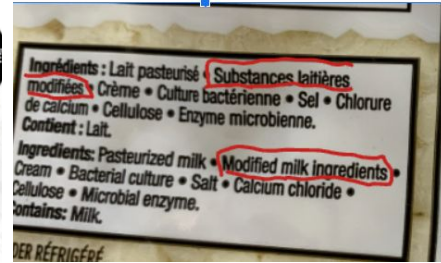 Ingrédients : Lait pasteurisé • Substances laitières
modifiées • Crème • Culture bactérienne • Sel • Chlorure
de calcium • Cellulose • Enzyme microbienne.
Contient : Lait.
Ingredients: Pasteurized milk • Modified milk ingredients •
Cream • Bacterial culture • Salt • Calcium chloride •
Cellulose • Microbial enzyme.
Contains: Milk.
DER RÉFRIGÉRÉ